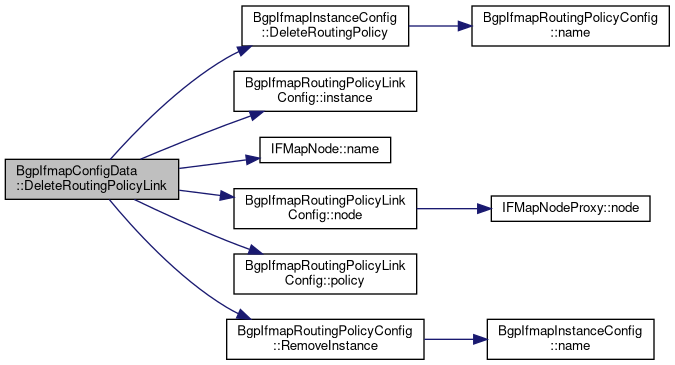 BgpIfmapInstanceConfig
::DeleteRoutingPolicy
BgpIfmapRoutingPolicyConfig
::name
BgpIfmapRoutingPolicyLink
Config::instance
IFMapNode::name
BgpIfmapConfigData
::DeleteRoutingPolicyLink
BgpIfmapRoutingPolicyLink
Config::node
IFMapNodeProxy::node
BgpIfmapRoutingPolicyLink
Config::policy
BgpIfmapRoutingPolicyConfig
::RemoveInstance
BgpIfmapInstanceConfig
::name